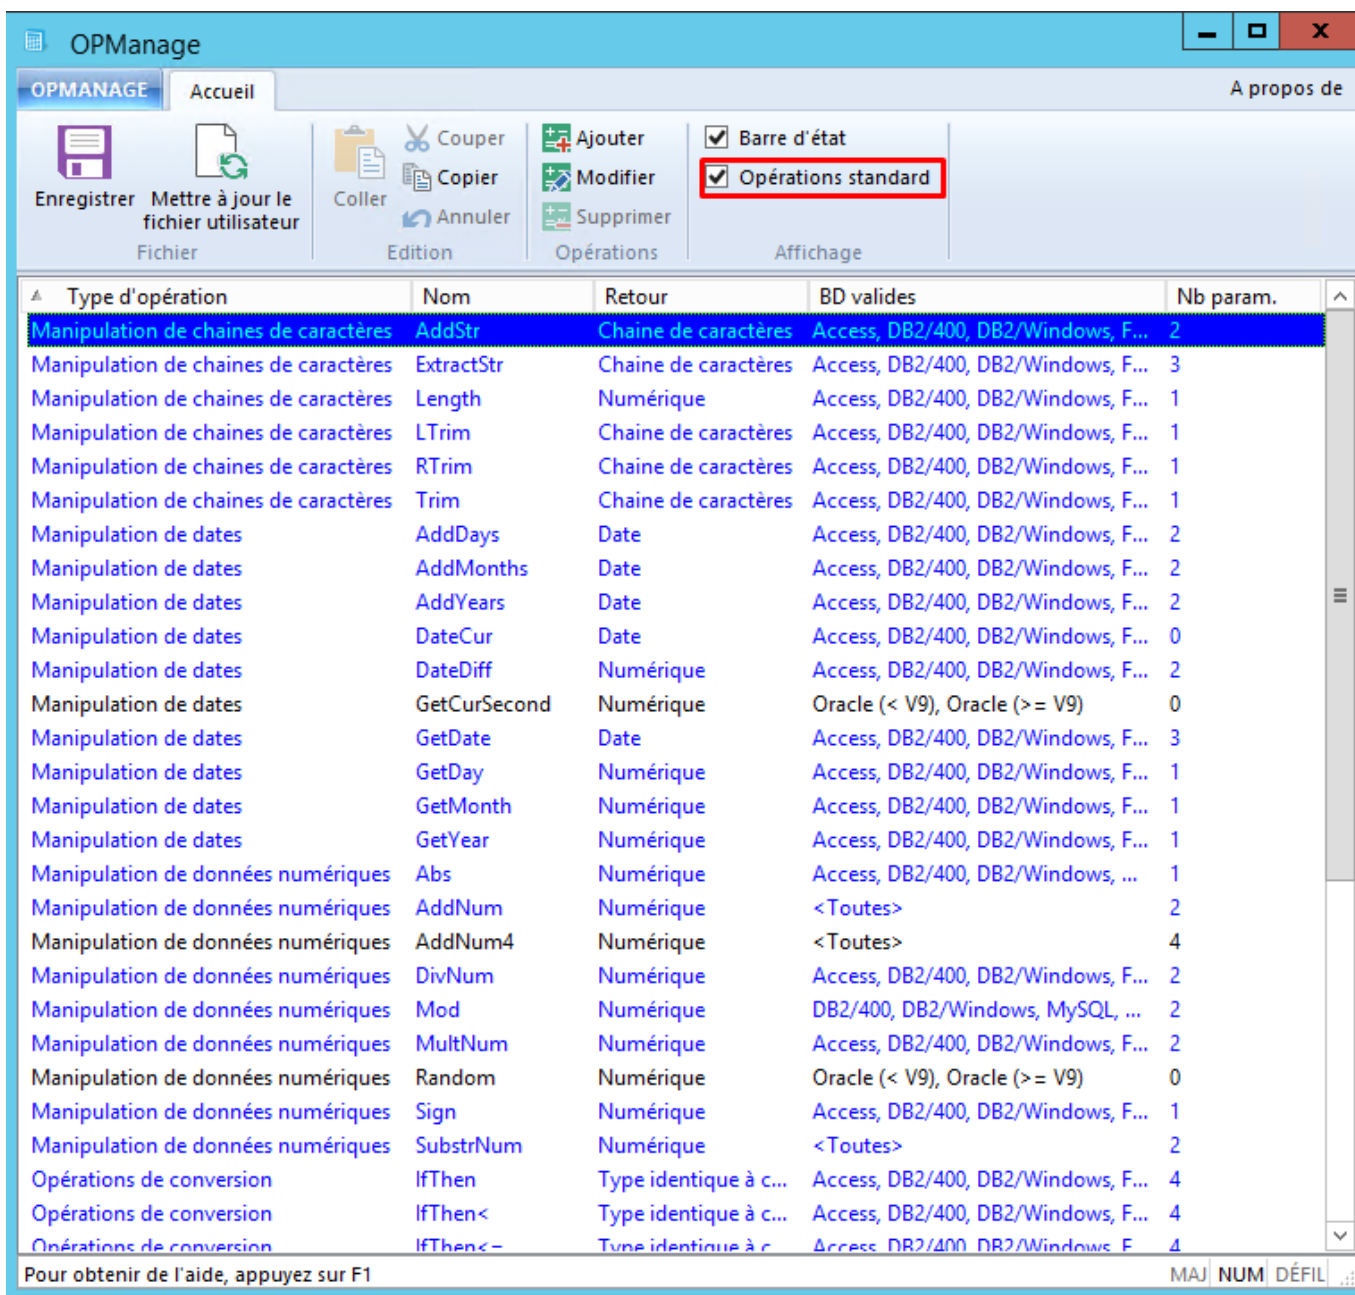 OPManage
OPMANAGE Accueil A propos de
Couper Ajouter Barre d'état
Copier Modifier Opérations standard
Enregistrer Mettre à jour le fichier utilisateur Coller Annuler Supprimer
Fichier Edition Opérations Affichage
Type d'opération Nom Retour BD valides Nb param.
Manipulation de chaines de caractères AddStr Chaine de caractères Access, DB2/400, DB2/Windows, F... 2
Manipulation de chaines de caractères ExtractStr Chaine de caractères Access, DB2/400, DB2/Windows, F... 3
Manipulation de chaines de caractères Length Numérique Access, DB2/400, DB2/Windows, F... 1
Manipulation de chaines de caractères LTrim Chaine de caractères Access, DB2/400, DB2/Windows, F... 1
Manipulation de chaines de caractères RTrim Chaine de caractères Access, DB2/400, DB2/Windows, F... 1
Manipulation de chaines de caractères Trim Chaine de caractères Access, DB2/400, DB2/Windows, F... 1
Manipulation de dates AddDays Date Access, DB2/400, DB2/Windows, F... 2
Manipulation de dates AddMonths Date Access, DB2/400, DB2/Windows, F... 2
Manipulation de dates AddYears Date Access, DB2/400, DB2/Windows, F... 2
Manipulation de dates DateCur Date Access, DB2/400, DB2/Windows, F... 0
Manipulation de dates DateDiff Numérique Access, DB2/400, DB2/Windows, F... 2
Manipulation de dates GetCurSecond Numérique Oracle (< V9), Oracle (>= V9) 0
Manipulation de dates GetDate Date Access, DB2/400, DB2/Windows, F... 3
Manipulation de dates GetDay Numérique Access, DB2/400, DB2/Windows, F... 1
Manipulation de dates GetMonth Numérique Access, DB2/400, DB2/Windows, F... 1
Manipulation de dates GetYear Numérique Access, DB2/400, DB2/Windows, F... 1
Manipulation de données numériques Abs Numérique Access, DB2/400, DB2/Windows, ... 1
Manipulation de données numériques AddNum Numérique <Toutes> 2
Manipulation de données numériques AddNum4 Numérique <Toutes> 4
Manipulation de données numériques DivNum Numérique Access, DB2/400, DB2/Windows, F... 2
Manipulation de données numériques Mod Numérique DB2/400, DB2/Windows, MySQL, ... 2
Manipulation de données numériques MultNum Numérique Access, DB2/400, DB2/Windows, F... 2
Manipulation de données numériques Random Numérique Oracle (< V9), Oracle (>= V9) 0
Manipulation de données numériques Sign Numérique Access, DB2/400, DB2/Windows, F... 1
Manipulation de données numériques SubstrNum Numérique <Toutes> 2
Opérations de conversion IfThen Type identique à c... Access, DB2/400, DB2/Windows, F... 4
Opérations de conversion IfThen< Type identique à c... Access, DB2/400, DB2/Windows, F... 4
Opérations de conversion IfThen<= Type identique à c... Access, DB2/400, DB2/Windows, F... 4
Pour obtenir de l'aide, appuyez sur F1 MAJ NUM DÉFIL